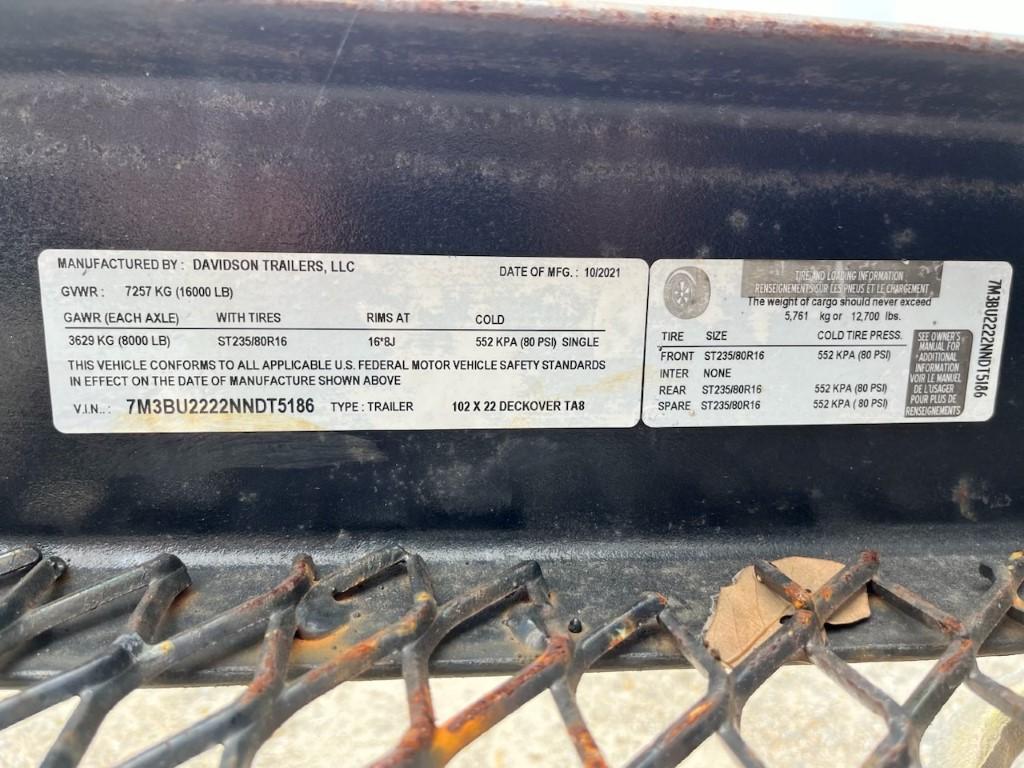 MANUFACTURED BY : DAVIDSON TRAILERS, LLC DATE OF MFG. : 10/2021
GVWR : 7257 KG (16000 LB)
GAWR (EACH AXLE) WITH TIRES RIMS AT COLD
3629 KG (8000 LB) ST235/80R16 16*8J 552 KPA (80 PSI) SINGLE
THIS VEHICLE CONFORMS TO ALL APPLICABLE U.S. FEDERAL MOTOR VEHICLE SAFETY STANDARDS
IN EFFECT ON THE DATE OF MANUFACTURE SHOWN ABOVE
V.I.N.. : 7M3BU2222NNDT5186 TYPE : TRAILER 102 X 22 DECKOVER TA8
TIRE AND LOADING INFORMATION
RENSEIGNEMENTS SUR LES PNEUS ET LE CHARGEMENT
The weight of cargo should never exceed
5,761 kg or 12,700 lbs.
TIRE SIZE COLD TIRE PRESS.
FRONT ST235/80R16 552 KPA (80 PSI)
INTER NONE
REAR ST235/80R16 552 KPA ( 80 PSI)
SPARE ST235/80R16 552 KPA ( 80 PSI)
SEE OWNER'S
MANUAL FOR
ADDITIONAL
INFORMATION
VOIR LE MANUEL
DE L'USAGER
POUR PLUS DE
RENSEIGNEMENTS
7M3BU2222NNDT5186